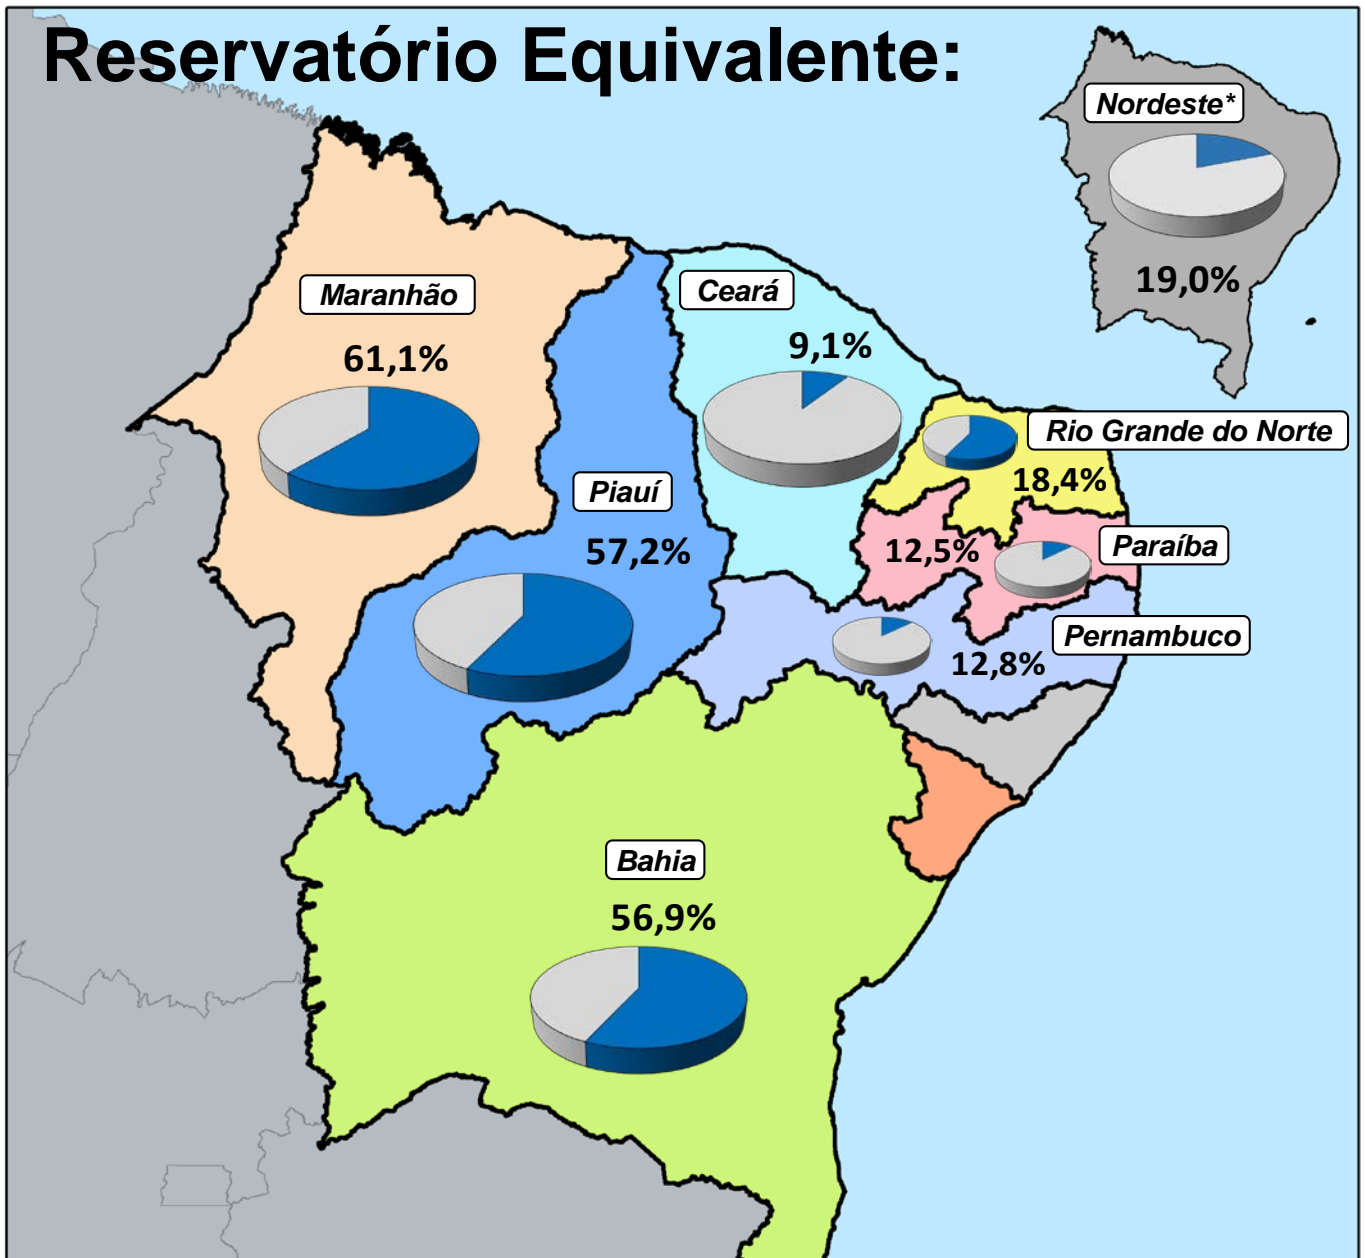 Reservatório Equivalente:
Nordeste*
19,0%
Maranhão
61,1%
Ceará
9,1%
Rio Grande do Norte
18,4%
Piauí
57,2%
Paraíba
12,5%
Pernambuco
12,8%
Bahia
56,9%